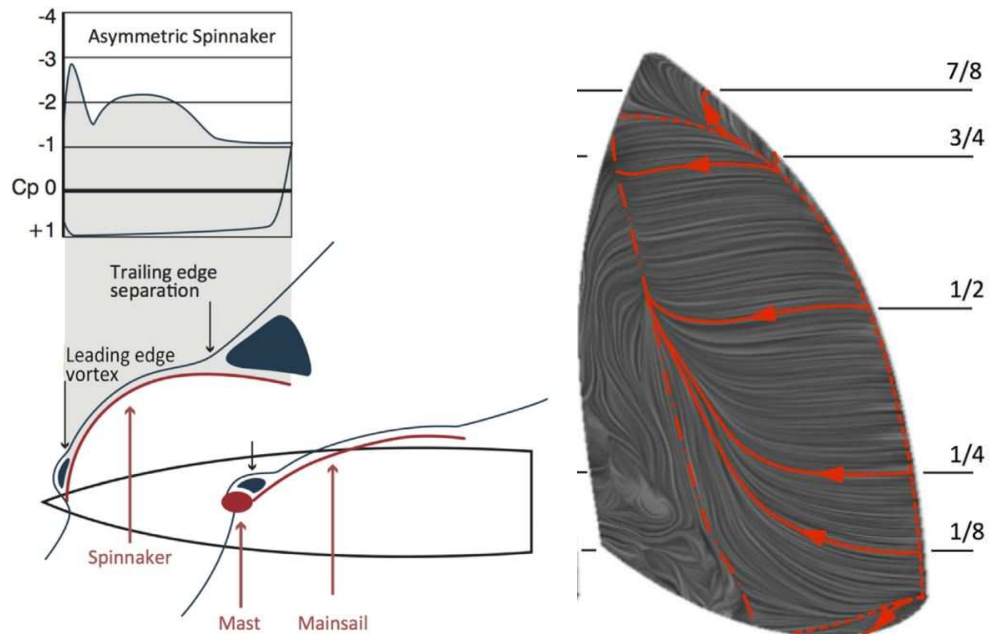 -4
Asymmetric Spinnaker
-3
-2
-1
Cp 0
+1
Trailing edge
separation
Leading edge
vortex
Spinnaker
Mast
Mainsail
7/8
3/4
1/2
1/4
1/8